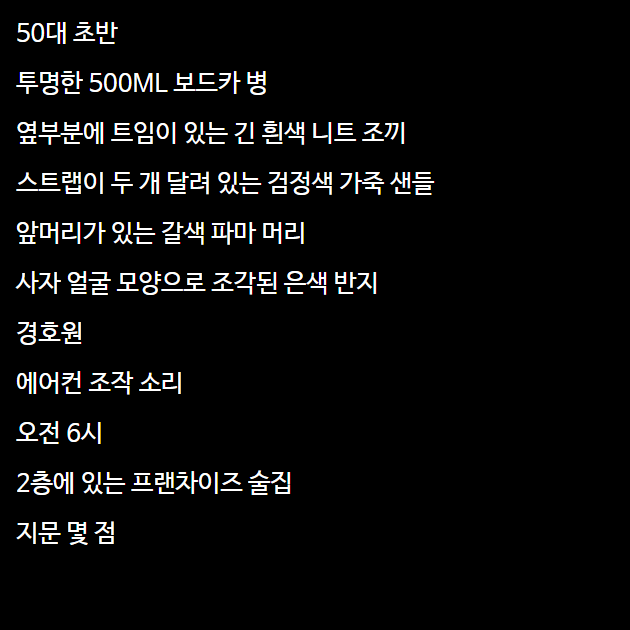 50대 초반
투명한 500ML 보드카 병
옆부분에 트임이 있는 긴 흰색 니트 조끼
스트랩이 두 개 달려 있는 검정색 가죽 샌들
앞머리가 있는 갈색 파마 머리
사자 얼굴 모양으로 조각된 은색 반지
경호원
에어컨 조작 소리
오전 6시
2층에 있는 프랜차이즈 술집
지문 몇 점